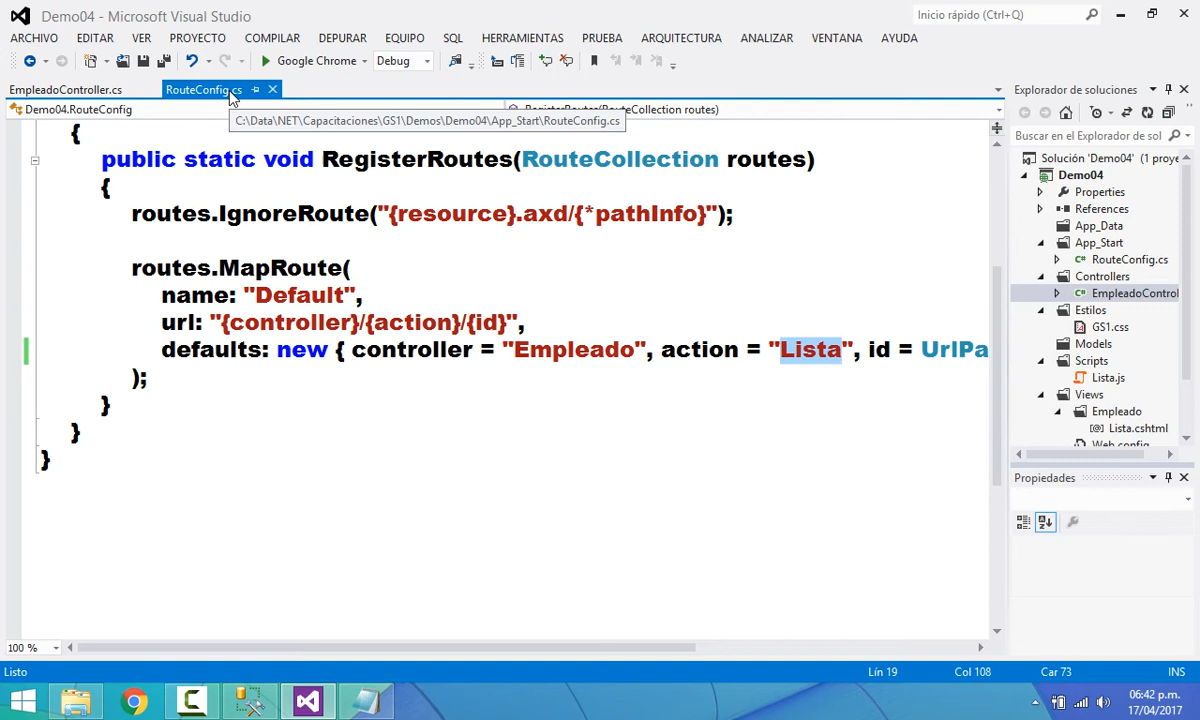 Demo04 - Microsoft Visual Studio
Inicio rápido (Ctrl+Q)
ARCHIVO EDITAR VER PROYECTO COMPILAR DEPURAR EQUIPO SQL HERRAMIENTAS PRUEBA ARQUITECTURA ANALIZAR VENTANA AYUDA
Google Chrome Debug
EmpleadoController.cs RouteConfig.cs
Demo04.RouteConfig RegisterRoutes(RouteCollection routes)
C:\Data\NET\Capacitaciones\GS1\Demos\Demo04\App_Start\RouteConfig.cs
{
public static void RegisterRoutes(RouteCollection routes)
{
routes.IgnoreRoute("{resource}.axd/{*pathInfo}");
routes.MapRoute(
name: "Default",
url: "{controller}/{action}/{id}",
defaults: new { controller = "Empleado", action = "Lista", id = UrlPa
);
}
}
}
100 %
Explorador de soluciones
Buscar en el Explorador de sol
Solución 'Demo04' (1 proye
Demo04
Properties
References
App_Data
App_Start
C# RouteConfig.cs
Controllers
C# EmpleadoControl
Estilos
GS1.css
Models
Scripts
Lista.js
Views
Empleado
[@] Lista.cshtml
Web.config
Propiedades
Listo Lín 19 Col 108 Car 73 INS
06:42 p.m.
17/04/2017